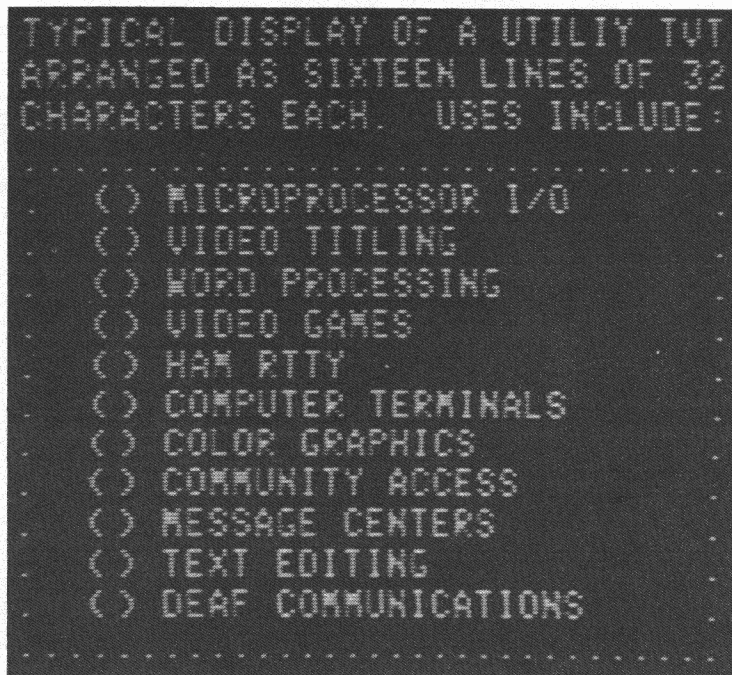 TYPICAL DISPLAY OF A UTILIY TVT
ARRANGED AS SIXTEEN LINES OF 32
CHARACTERS EACH.  USES INCLUDE:
. . . . . . . . . . . . . . . . . . . . . . . . . . . . . . . .
. () MICROPROCESSOR I/O .
. () VIDEO TITLING .
. () WORD PROCESSING .
. () VIDEO GAMES .
. () HAM RTTY .
. () COMPUTER TERMINALS .
. () COLOR GRAPHICS .
. () COMMUNITY ACCESS .
. () MESSAGE CENTERS .
. () TEXT EDITING .
. () DEAF COMMUNICATIONS .
. . . . . . . . . . . . . . . . . . . . . . . . . . . . . . . .